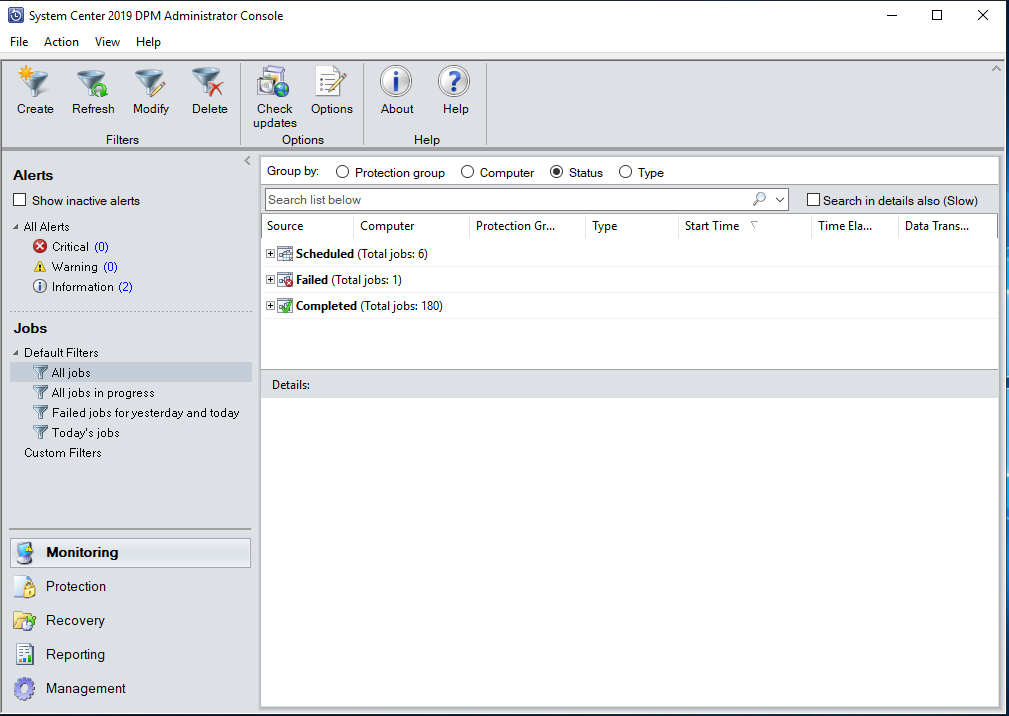 System Center 2019 DPM Administrator Console
File Action View Help
Create Refresh Modify Delete Check updates Options About Help
Filters Options Help
Alerts
Show inactive alerts
All Alerts
Critical (0)
Warning (0)
Information (2)
Jobs
Default Filters
All jobs
All jobs in progress
Failed jobs for yesterday and today
Today's jobs
Custom Filters
Monitoring
Protection
Recovery
Reporting
Management
Group by: Protection group Computer Status Type
Search list below Search in details also (Slow)
Source Computer Protection Gr... Type Start Time Time Ela... Data Trans...
Scheduled (Total jobs: 6)
Failed (Total jobs: 1)
Completed (Total jobs: 180)
Details: